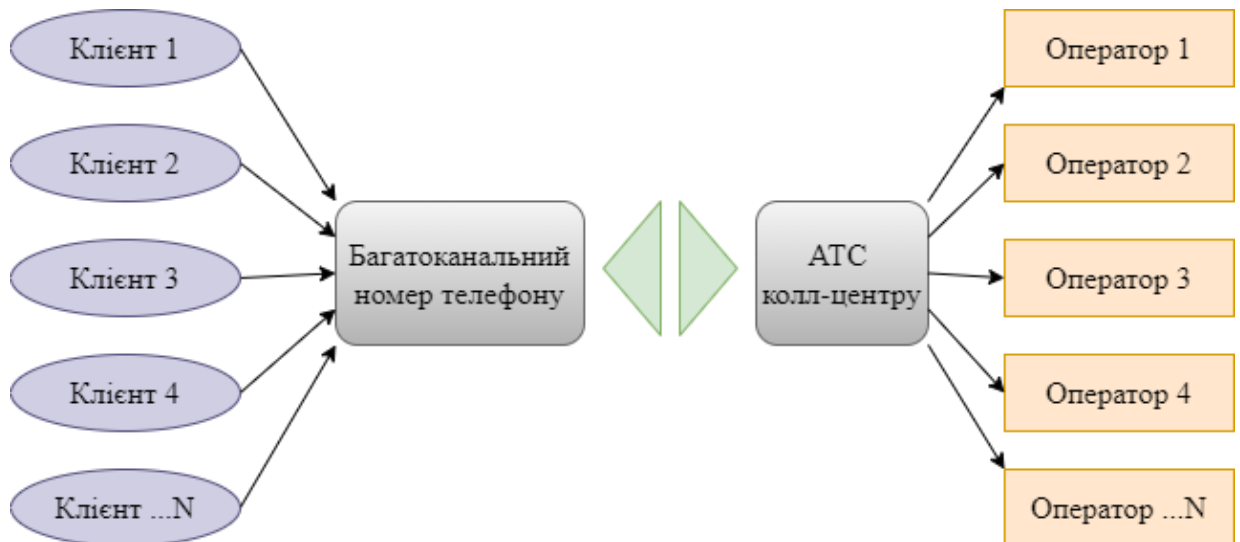 Клієнт 1
Клієнт 2
Клієнт 3
Клієнт 4
Клієнт ...N
Багатоканальний
номер телефону
АТС
колл-центру
Оператор 1
Оператор 2
Оператор 3
Оператор 4
Оператор ...N